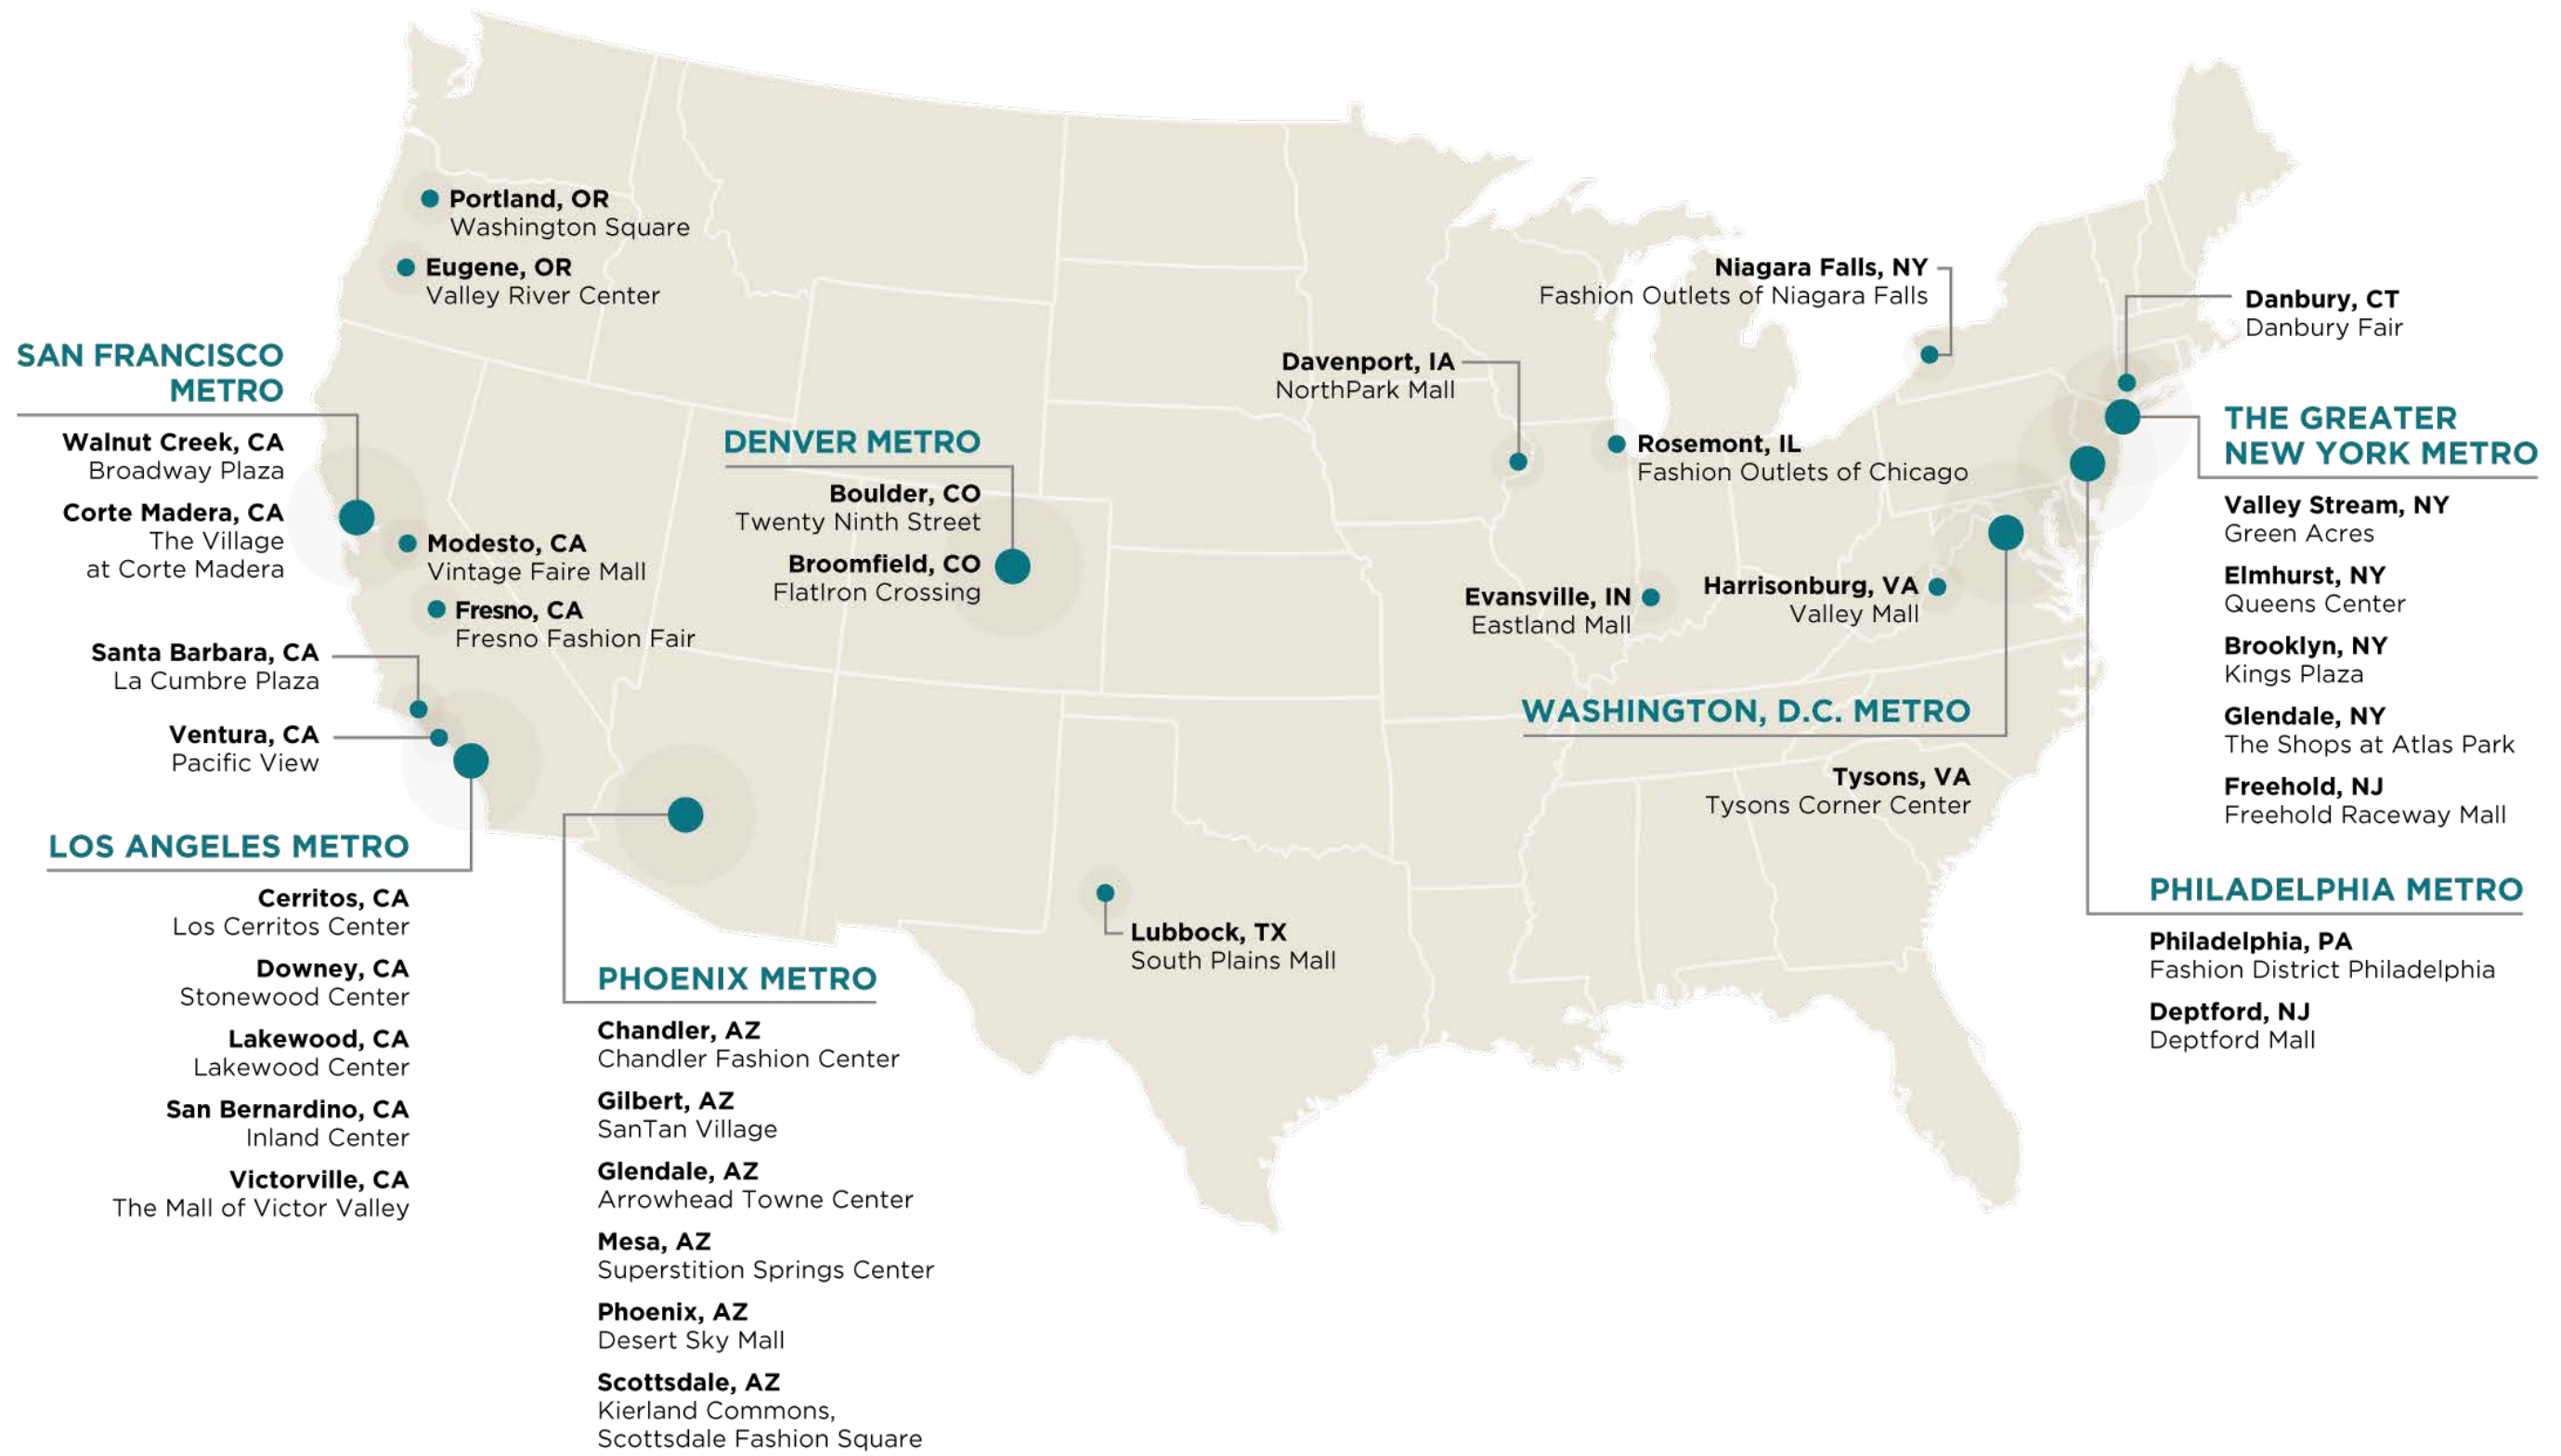 Portland, OR
Washington Square
Eugene, OR
Valley River Center
SAN FRANCISCO
METRO
Walnut Creek, CA
Broadway Plaza
Corte Madera, CA
The Village
at Corte Madera
Modesto, CA
Vintage Faire Mall
Fresno, CA
Fresno Fashion Fair
Santa Barbara, CA
La Cumbre Plaza
Ventura, CA
Pacific View
LOS ANGELES METRO
Cerritos, CA
Los Cerritos Center
Downey, CA
Stonewood Center
Lakewood, CA
Lakewood Center
San Bernardino, CA
Inland Center
Victorville, CA
The Mall of Victor Valley
DENVER METRO
Boulder, CO
Twenty Ninth Street
Broomfield, CO
FlatIron Crossing
PHOENIX METRO
Chandler, AZ
Chandler Fashion Center
Gilbert, AZ
SanTan Village
Glendale, AZ
Arrowhead Towne Center
Mesa, AZ
Superstition Springs Center
Phoenix, AZ
Desert Sky Mall
Scottsdale, AZ
Kierland Commons,
Scottsdale Fashion Square
Lubbock, TX
South Plains Mall
Davenport, IA
NorthPark Mall
Niagara Falls, NY
Fashion Outlets of Niagara Falls
Rosemont, IL
Fashion Outlets of Chicago
Evansville, IN
Eastland Mall
Harrisonburg, VA
Valley Mall
WASHINGTON, D.C. METRO
Tysons, VA
Tysons Corner Center
Danbury, CT
Danbury Fair
THE GREATER
NEW YORK METRO
Valley Stream, NY
Green Acres
Elmhurst, NY
Queens Center
Brooklyn, NY
Kings Plaza
Glendale, NY
The Shops at Atlas Park
Freehold, NJ
Freehold Raceway Mall
PHILADELPHIA METRO
Philadelphia, PA
Fashion District Philadelphia
Deptford, NJ
Deptford Mall